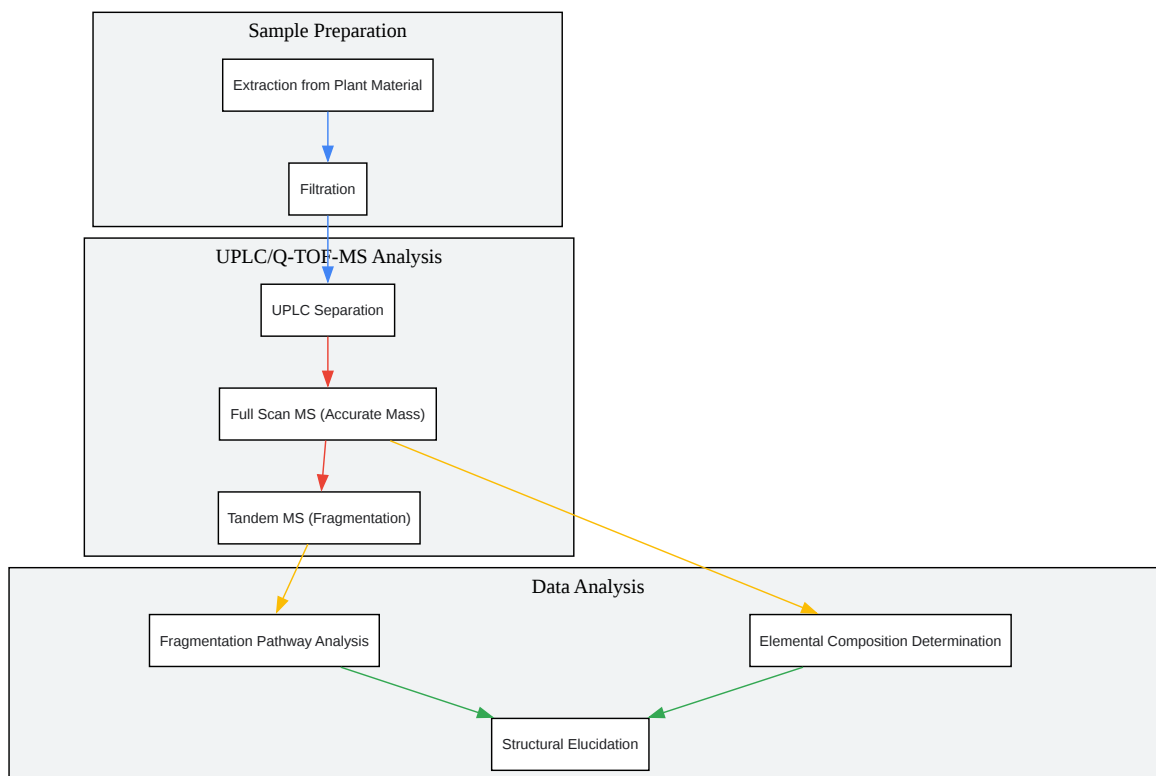 Sample Preparation
Extraction from Plant Material
Filtration
UPLC/Q-TOF-MS Analysis
UPLC Separation
Full Scan MS (Accurate Mass)
Tandem MS (Fragmentation)
Data Analysis
Fragmentation Pathway Analysis
Elemental Composition Determination
Structural Elucidation